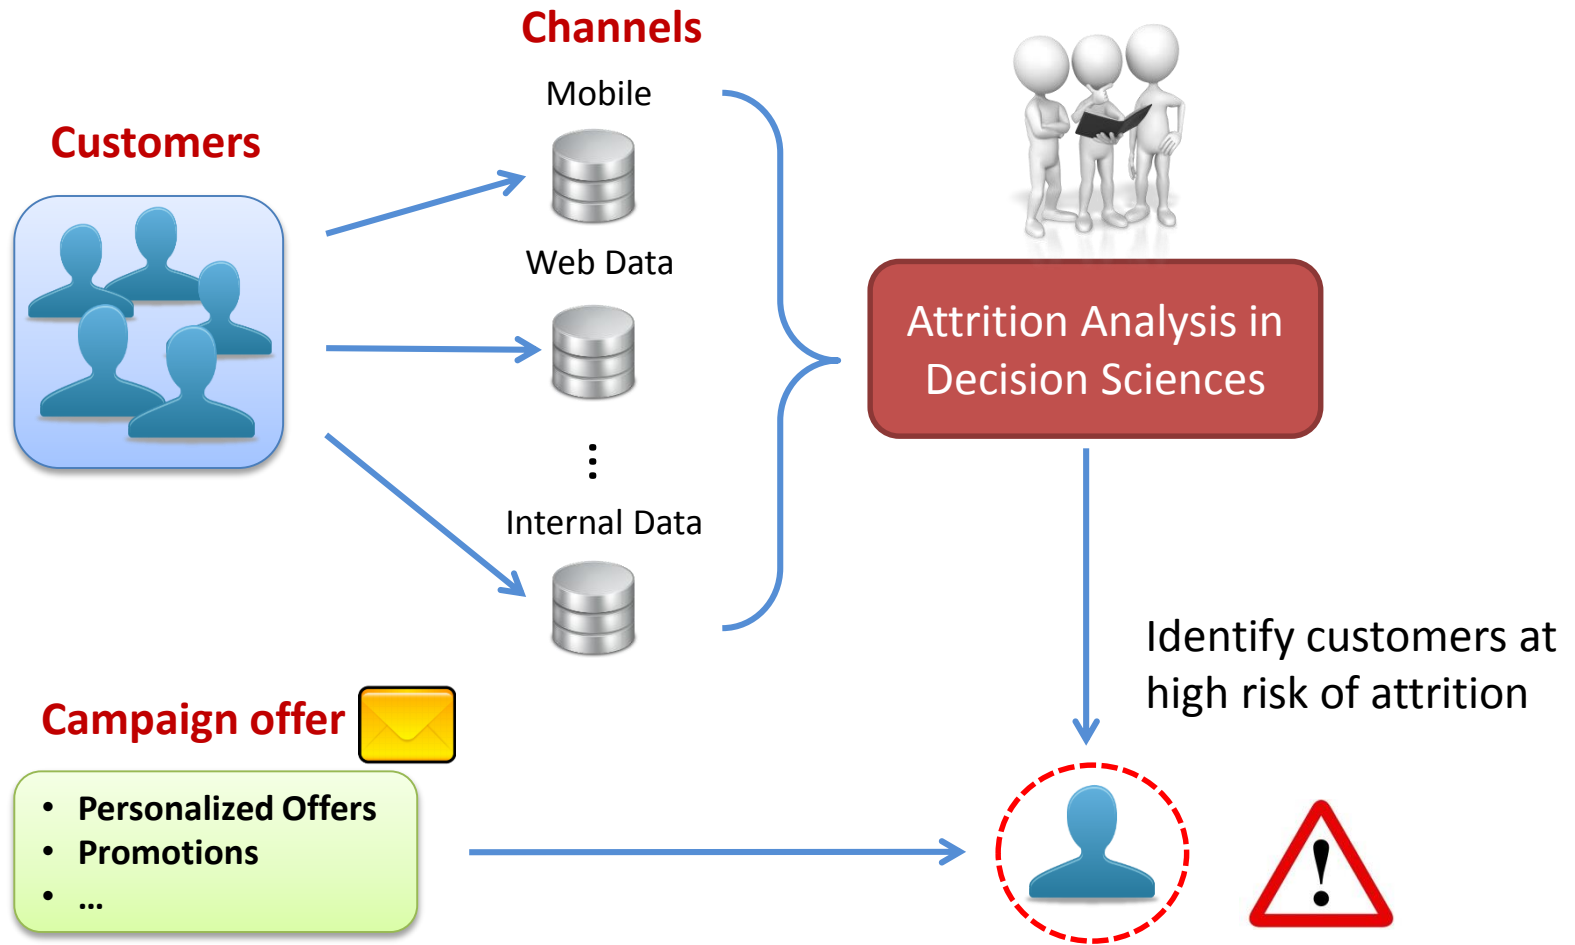 Channels
Mobile
Customers
Web Data
Attrition Analysis in
Decision Sciences
⋮
Internal Data
Identify customers at
high risk of attrition
Campaign offer
• Personalized Offers
• Promotions
• ...
!